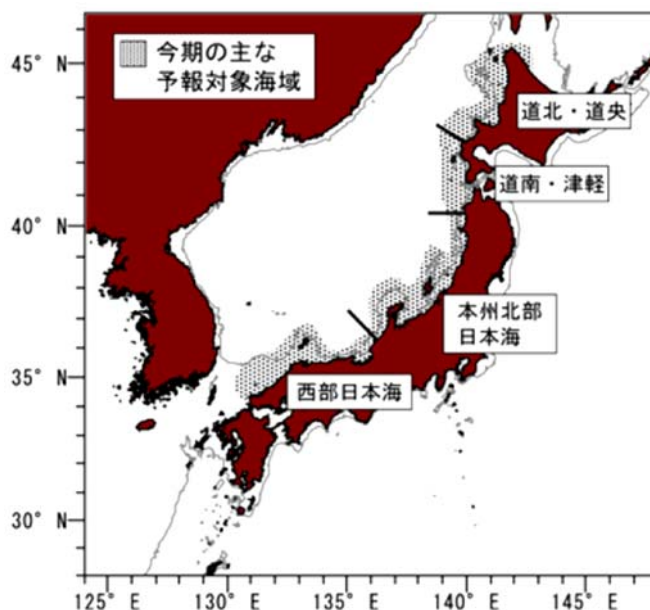 今期の主な
予報対象海域
45° N
道北・道央
道南・津軽
40° N
本州北部
日本海
35° N
西部日本海
30° N
125° E
130° E
135° E
140° E
145° E